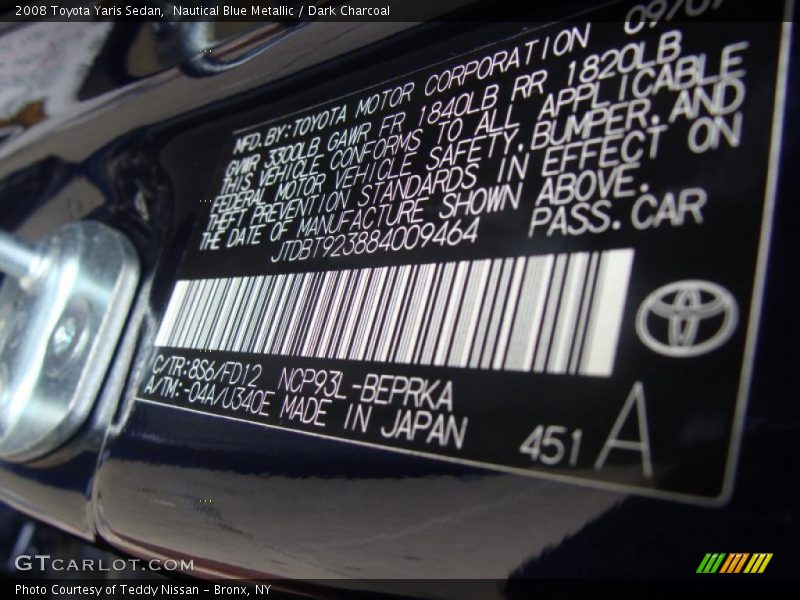 2008 Toyota Yaris Sedan, Nautical Blue Metallic / Dark Charcoal
MFD. BY: TOYOTA MOTOR CORPORATION 09/07
GVWR 3300LB GAWR FR 1840LB RR 1820LB
THIS VEHICLE CONFORMS TO ALL APPLICABLE
FEDERAL MOTOR VEHICLE SAFETY, BUMPER, AND
THEFT PREVENTION STANDARDS IN EFFECT ON
THE DATE OF MANUFACTURE SHOWN ABOVE.
JTDBT923884009464 PASS. CAR
C/TR: 8S6/FD12 NCP93L-BEPRKA
A/TM: -04A/U340E MADE IN JAPAN
451 A
GTCARLOT.COM
Photo Courtesy of Teddy Nissan - Bronx, NY